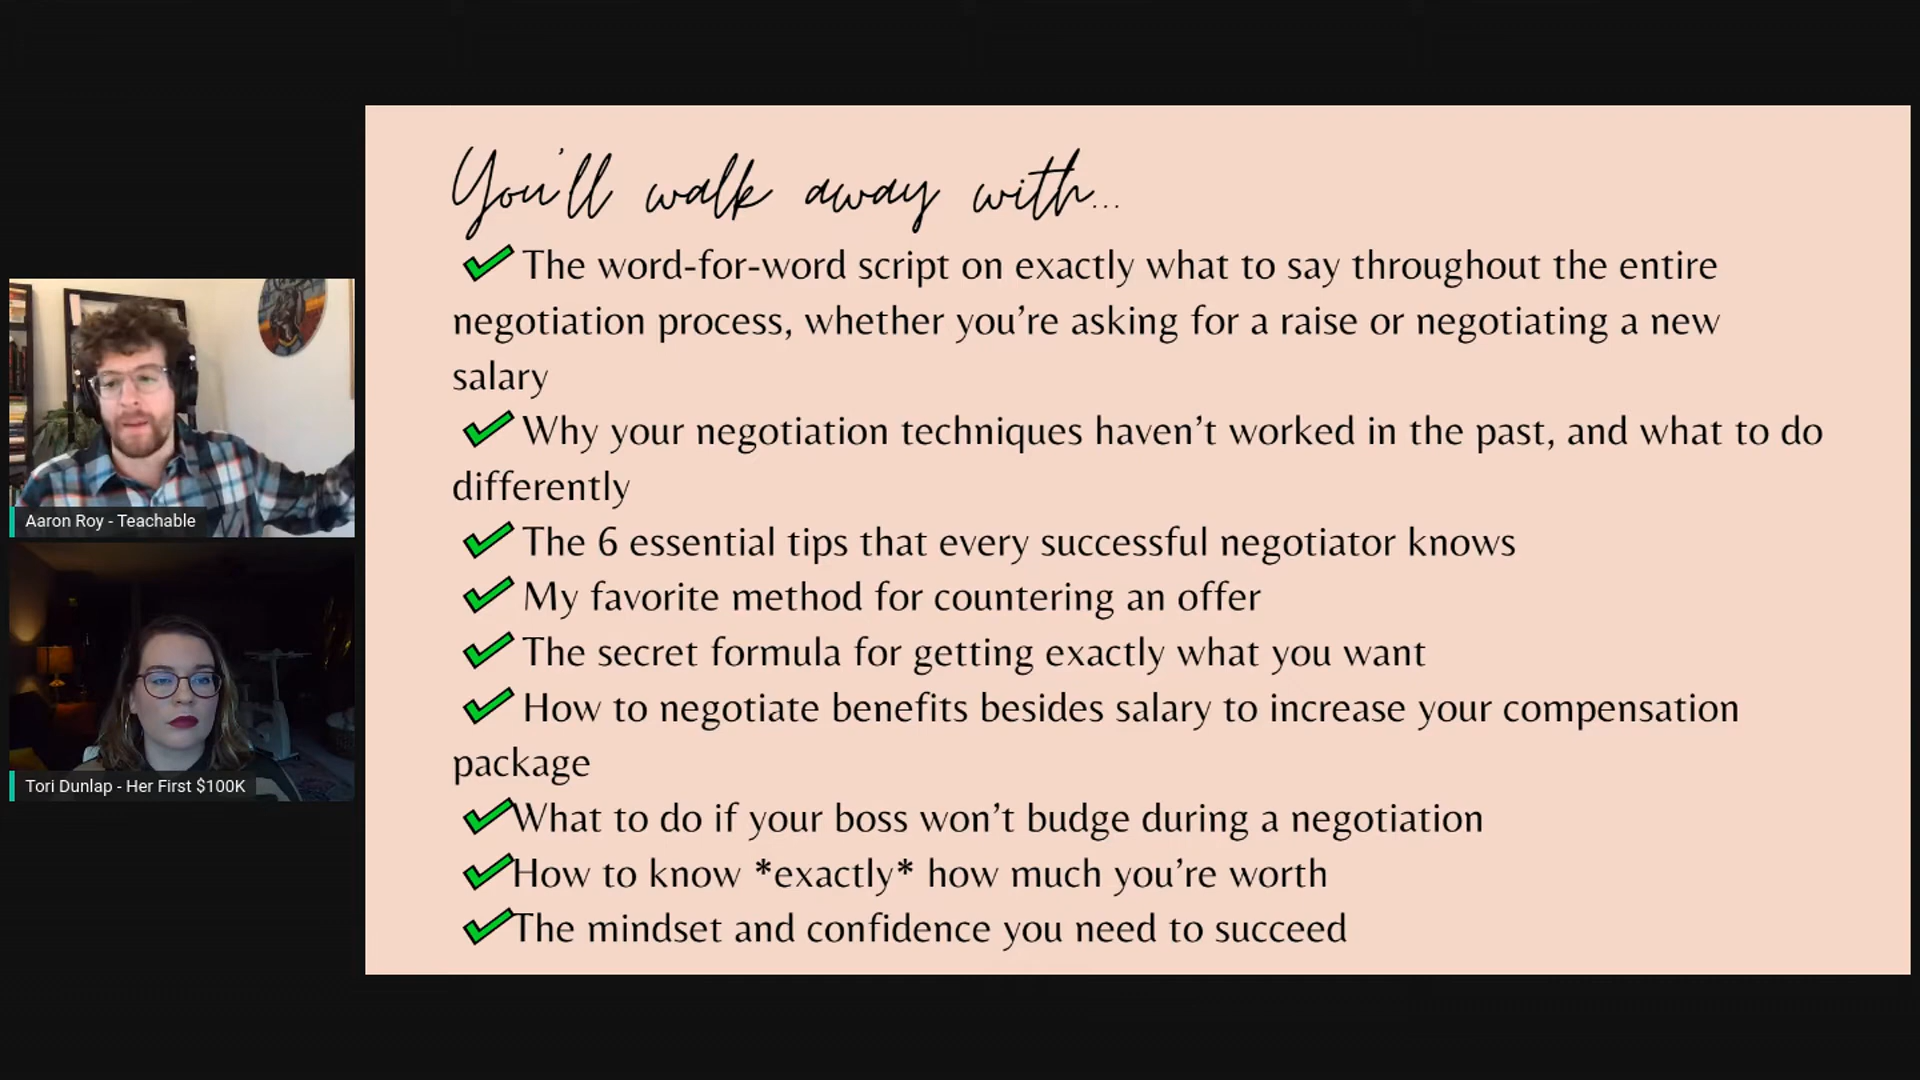 You'll walk away with...
✔ The word-for-word script on exactly what to say throughout the entire
negotiation process, whether you’re asking for a raise or negotiating a new
salary
✔ Why your negotiation techniques haven’t worked in the past, and what to do
differently
✔ The 6 essential tips that every successful negotiator knows
✔ My favorite method for countering an offer
✔ The secret formula for getting exactly what you want
✔ How to negotiate benefits besides salary to increase your compensation
package
✔What to do if your boss won’t budge during a negotiation
✔How to know *exactly* how much you’re worth
✔The mindset and confidence you need to succeed
Aaron Roy - Teachable
Tori Dunlap - Her First $100K